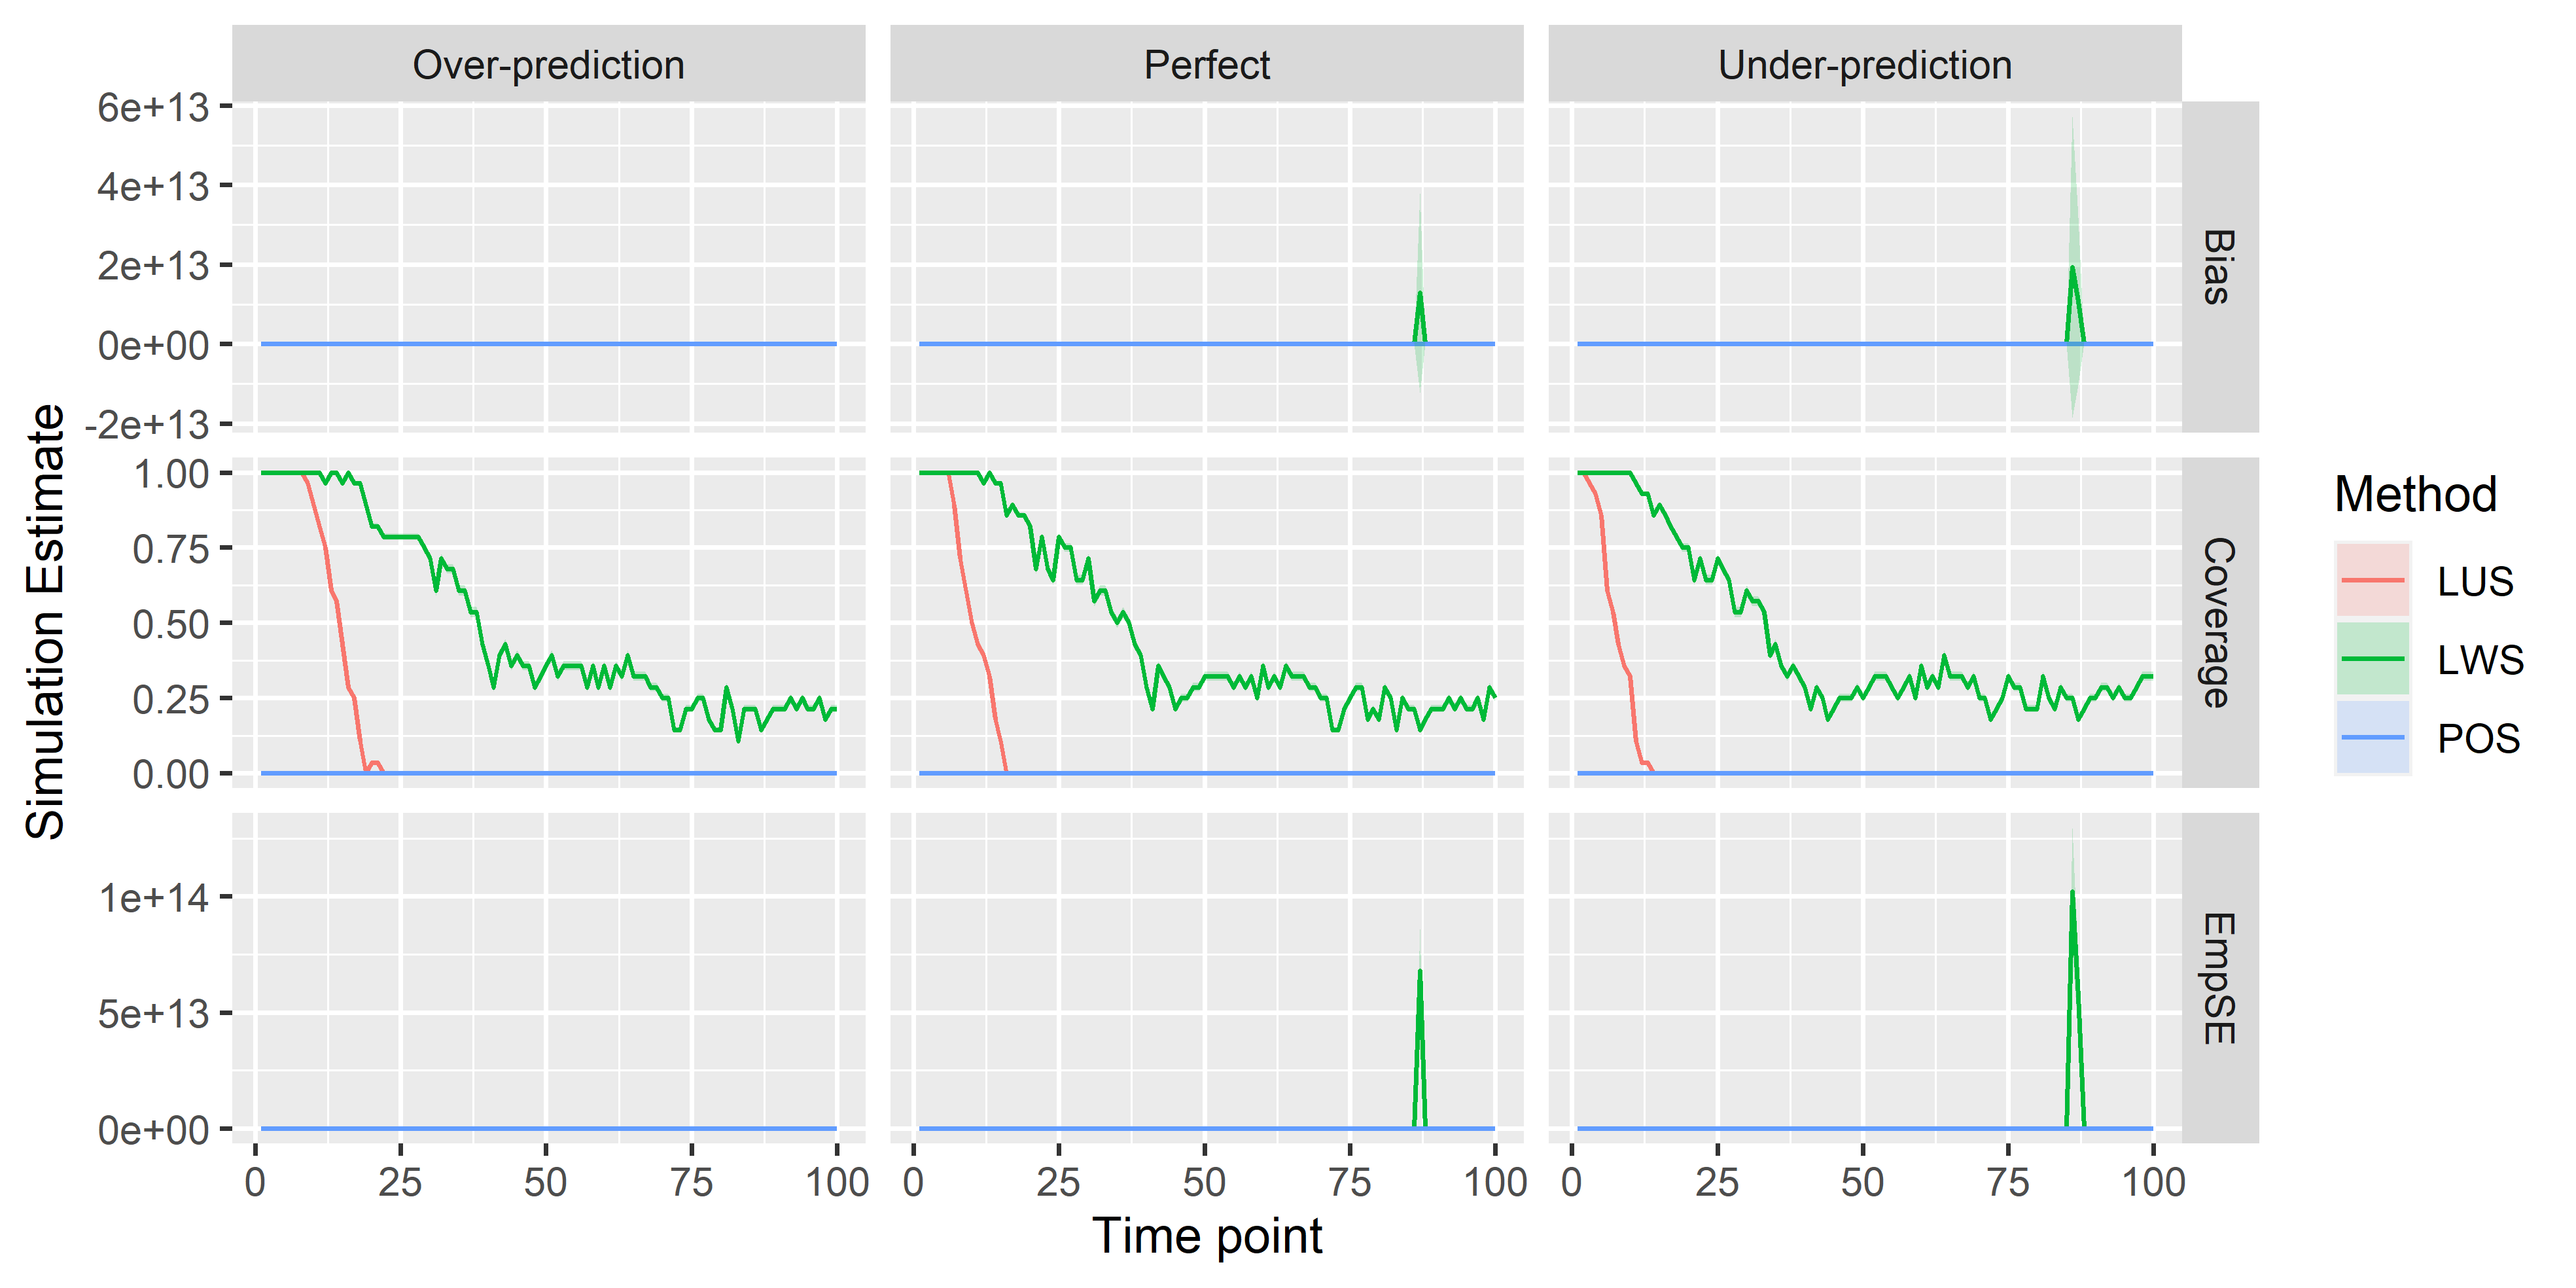 Over-prediction
Perfect
Under-prediction
6e+13
4e+13
2e+13
0e+00
-2e+13
Bias
1.00
0.75
0.50
0.25
0.00
Coverage
1e+14
5e+13
0e+00
EmpSE
0 25 50 75 100
0 25 50 75 100
0 25 50 75 100
Time point
Simulation Estimate
Method
LUS
LWS
POS